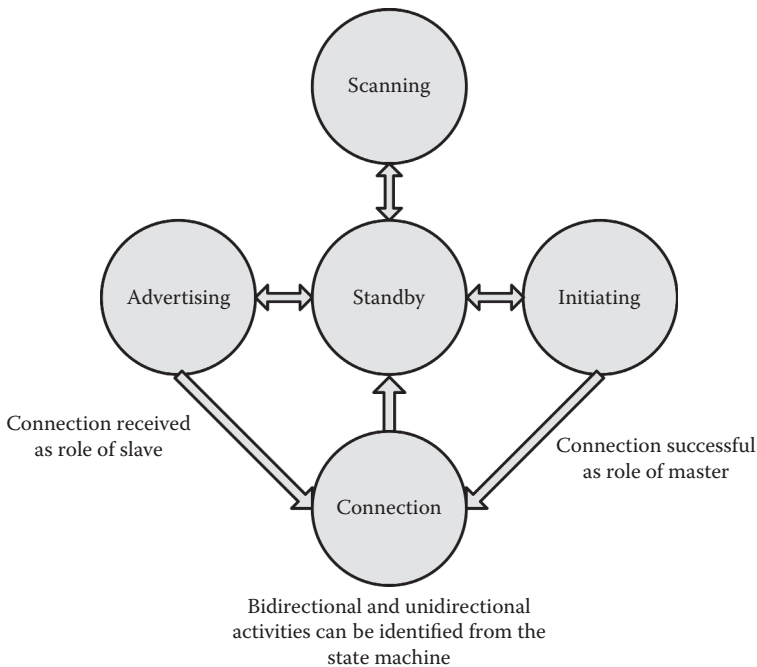 Scanning
Advertising
Standby
Initiating
Connection received
as role of slave
Connection successful
as role of master
Connection
Bidirectional and unidirectional
activities can be identified from the
state machine